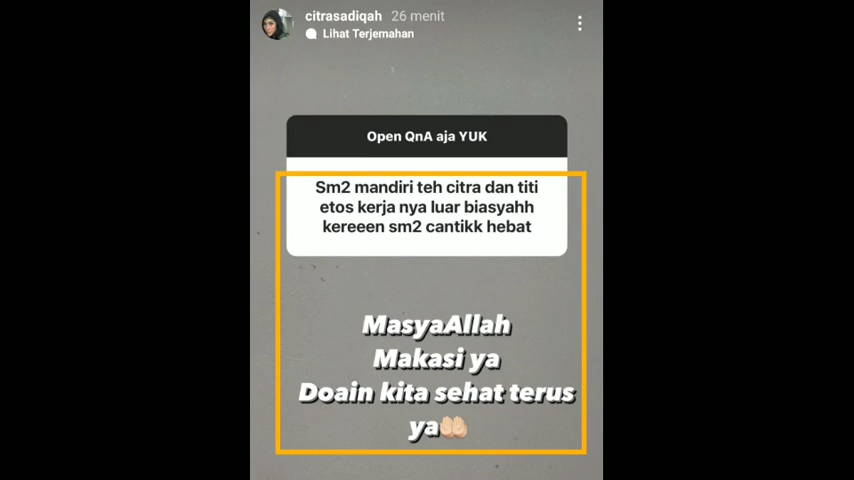 citrasadiqah 26 menit
Lihat Terjemahan
Open QnA aja YUK
Sm2 mandiri teh citra dan titi
etos kerja nya luar biasyahh
kereeen sm2 cantikk hebat
MasyaAllah
Makasi ya
Doain kita sehat terus
ya🤲🏻